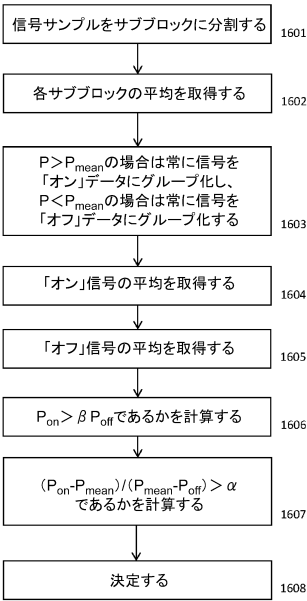 信号サンプルをサブブロックに分割する
1601
各サブブロックの平均を取得する
1602
P＞Pmeanの場合は常に信号を
「オン」データにグループ化し、
P＜Pmeanの場合は常に信号を
「オフ」データにグループ化する
1603
「オン」信号の平均を取得する
1604
「オフ」信号の平均を取得する
1605
Pon＞βPoffであるかを計算する
1606
(Pon-Pmean)/(Pmean-Poff)＞α
であるかを計算する
1607
決定する
1608